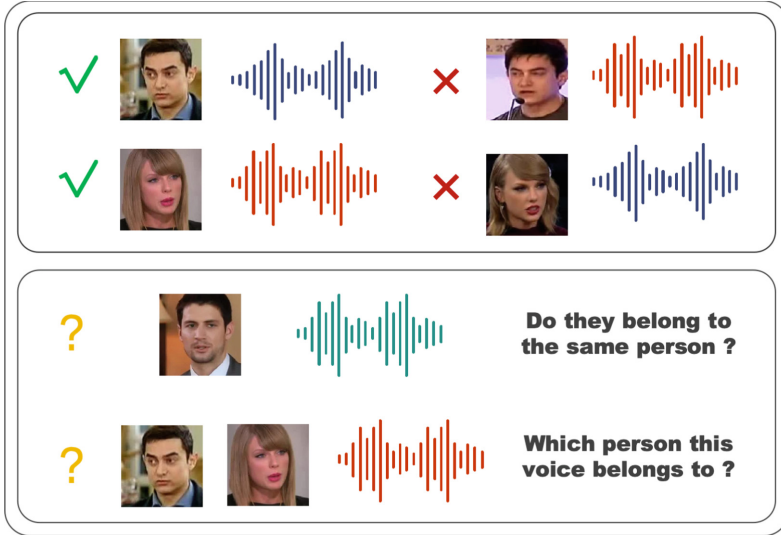 Do they belong to
the same person ?
Which person this
voice belongs to ?